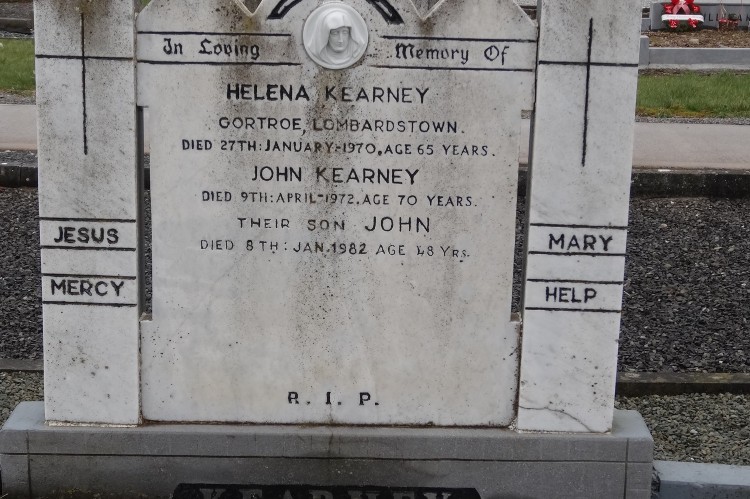 In Loving Memory Of
HELENA KEARNEY
GORTROE, LOMBARDSTOWN.
DIED 27TH: JANUARY-1970, AGE 65 YEARS.
JOHN KEARNEY
DIED 9TH: APRIL-1972, AGE 70 YEARS.
THEIR SON JOHN
DIED 8TH: JAN. 1982 AGE 48 YRS.
JESUS
MERCY
MARY
HELP
R. I. P.
KEARNEY